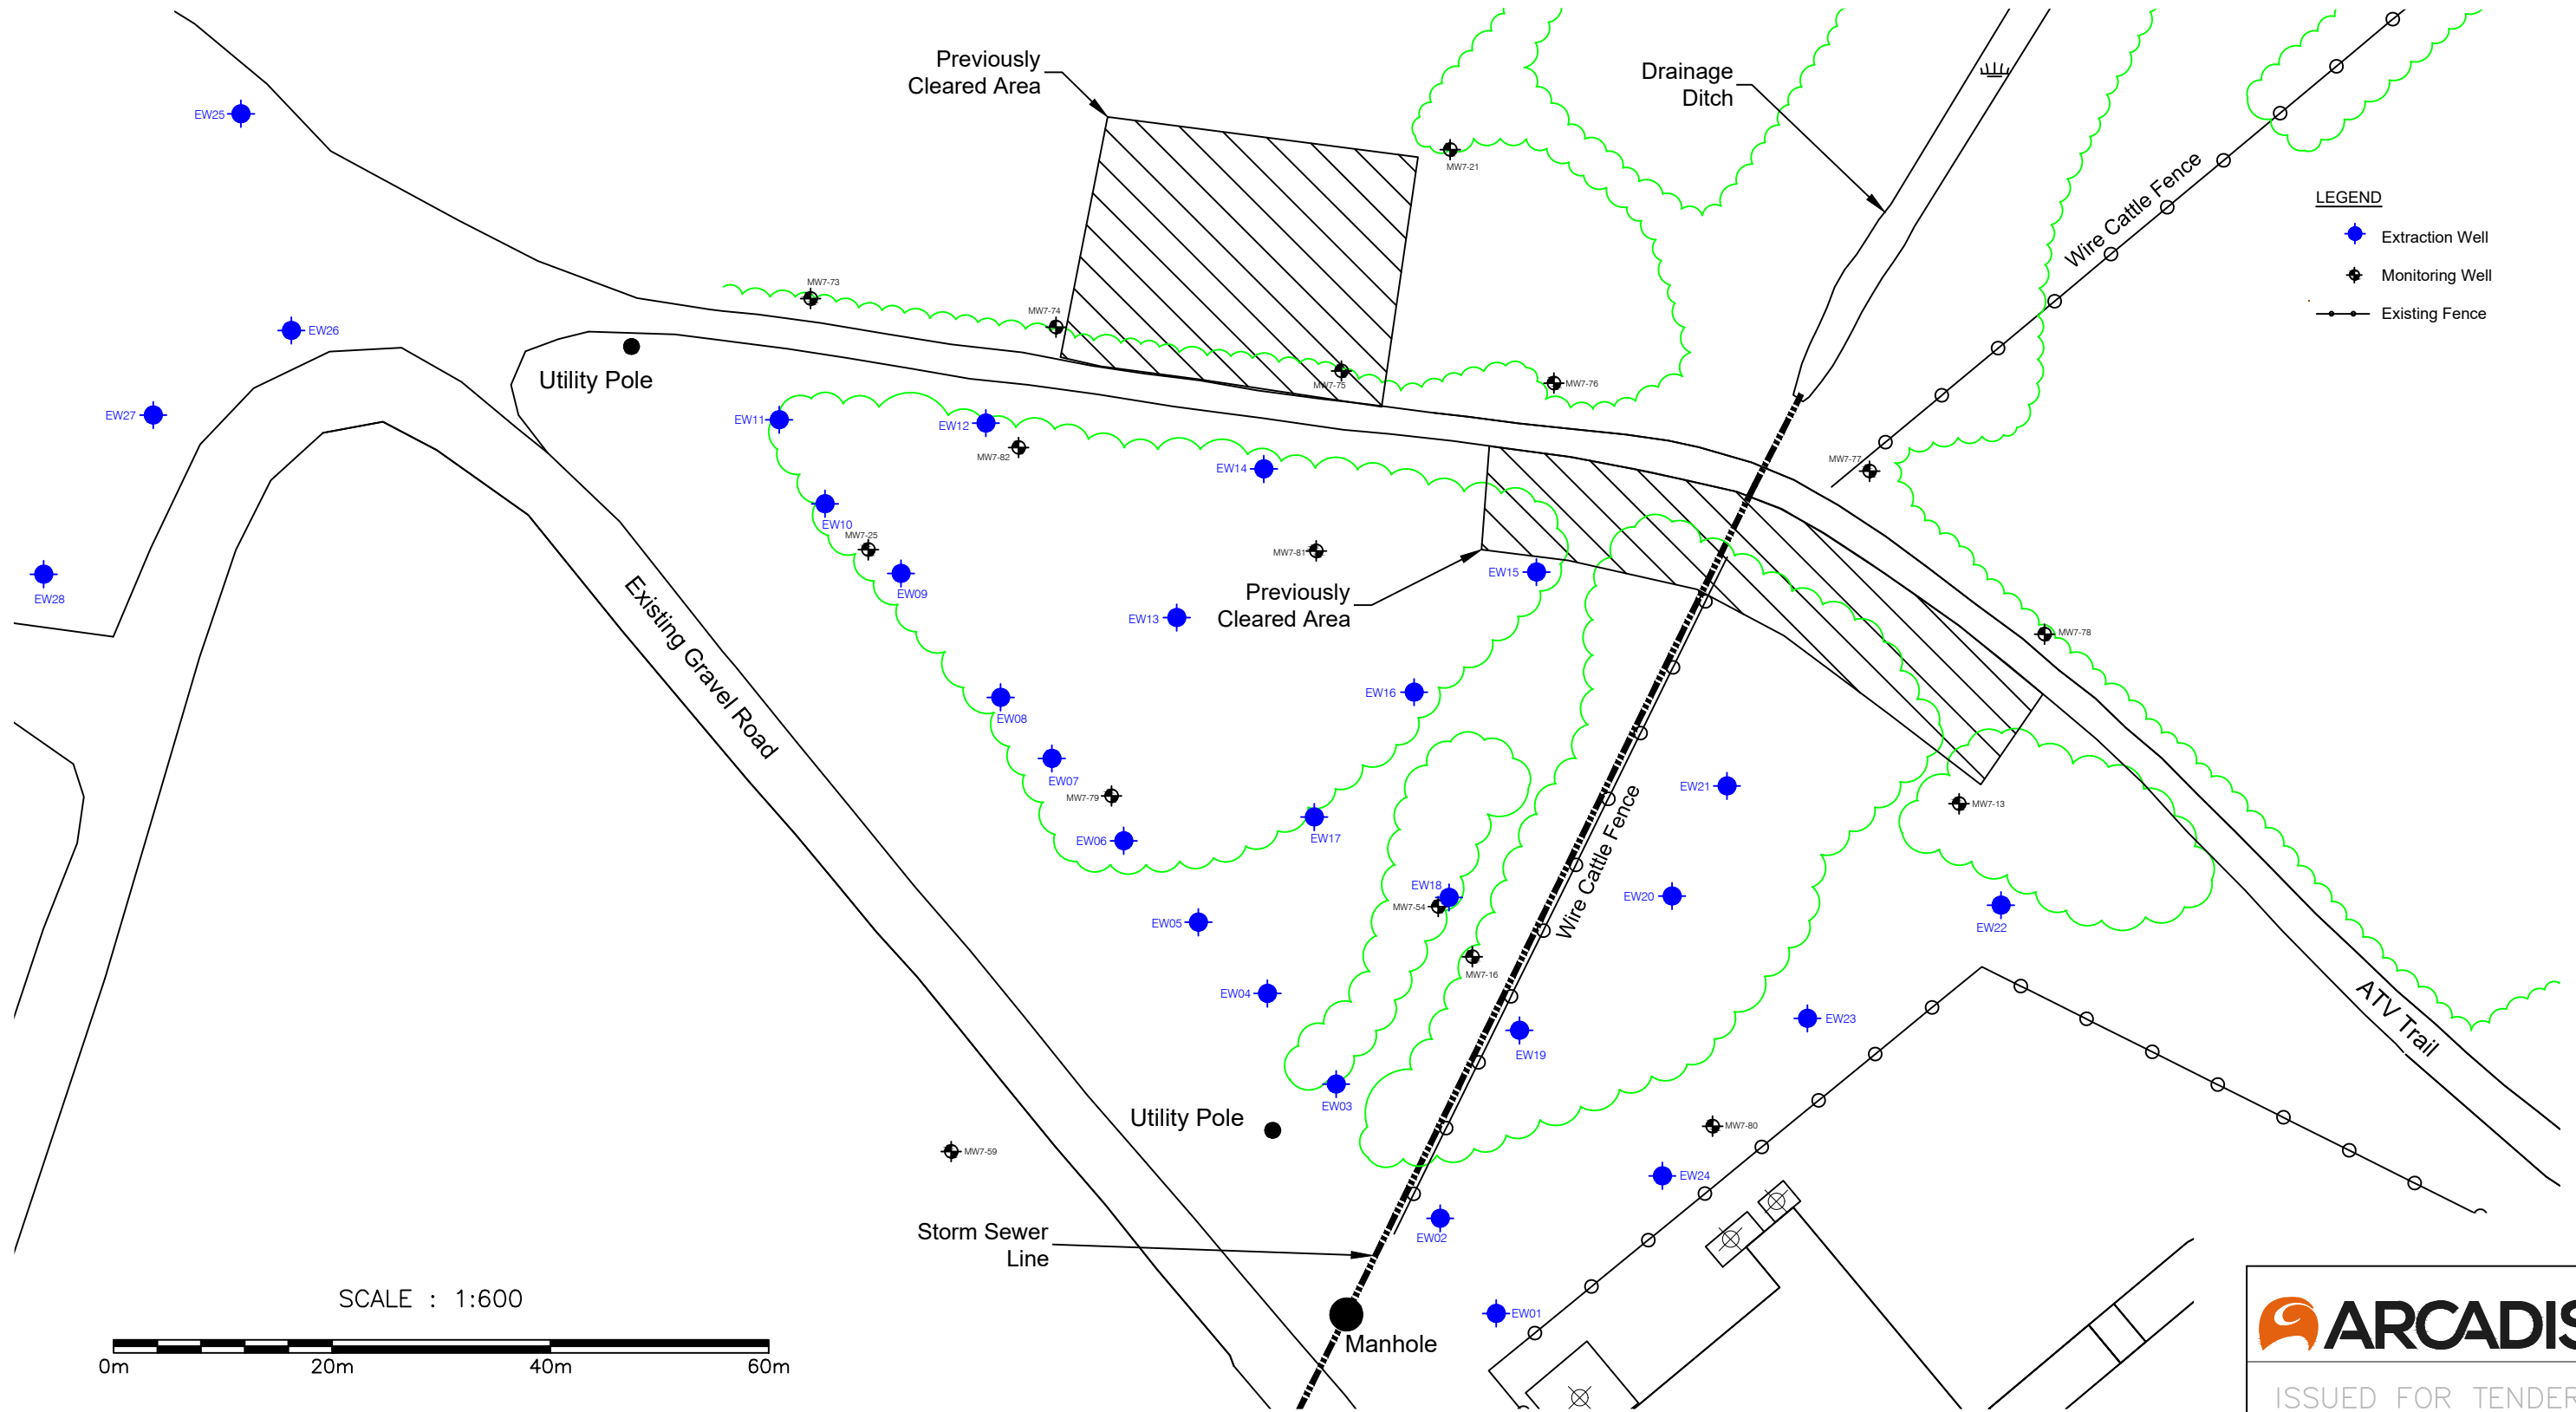 Previously
Cleared Area
Drainage
Ditch
EW25
MW7-21
Wire Cattle Fence
LEGEND
Extraction Well
Monitoring Well
Existing Fence
MW7-73
MW7-74
EW26
Utility Pole
MW7-75
MW7-76
EW27
EW11
EW12
MW7-82
EW14
MW7-77
EW10
MW7-25
MW7-81
EW28
EW09
EW15
Previously
Cleared Area
EW13
MW7-78
Existing Gravel Road
EW16
EW08
EW07
MW7-79
EW21
MW7-13
EW06
EW17
EW18
MW7-54
EW20
Wire Cattle Fence
EW05
EW22
MW7-16
EW04
EW23
ATV Trail
EW19
EW03
Utility Pole
MW7-80
MW7-59
EW24
Storm Sewer
Line
EW02
SCALE : 1:600
EW01
Manhole
0m 20m 40m 60m
ARCADIS
ISSUED FOR TENDER